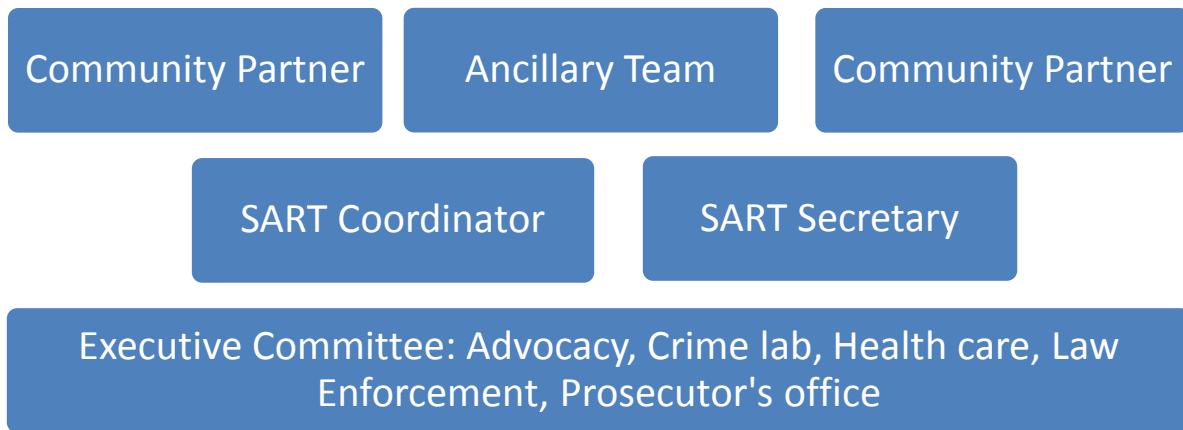 Community Partner
Ancillary Team
Community Partner
SART Coordinator
SART Secretary
Executive Committee: Advocacy, Crime lab, Health care, Law
Enforcement, Prosecutor's office